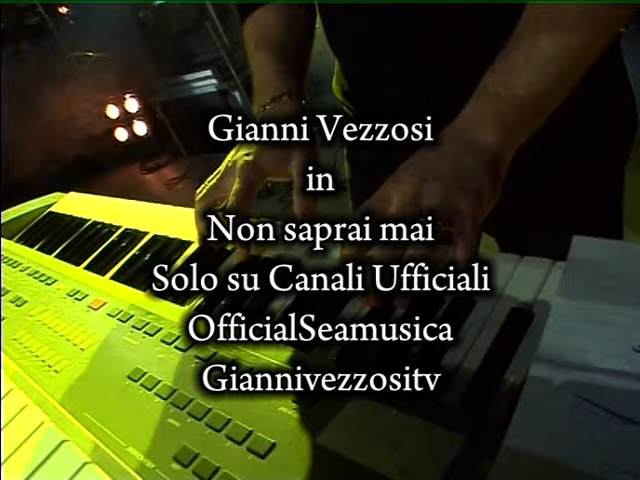 Gianni Vezzosi
in
Non saprai mai
Solo su Canali Ufficiali
OfficialSeamusica
Giannivezzositv